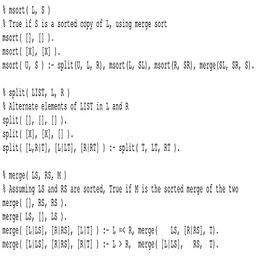 % msort( L, S )
% True if S is a sorted copy of L, using merge sort
msort( [], [] ).
msort( [X], [X] ).
msort( U, S ) :- split(U, L, R), msort(L, SL), msort(R, SR), merge(SL, SR, S).
% split( LIST, L, R )
% Alternate elements of LIST in L and R
split( [], [], [] ).
split( [X], [X], [] ).
split( [L,R|T], [L|LT], [R|RT] ) :- split( T, LT, RT ).
% merge( LS, RS, M )
% Assuming LS and RS are sorted, True if M is the sorted merge of the two
merge( [], RS, RS ).
merge( LS, [], LS ).
merge( [L|LS], [R|RS], [L|T] ) :- L =< R, merge( LS, [R|RS], T).
merge( [L|LS], [R|RS], [R|T] ) :- L > R, merge( [L|LS], RS, T).